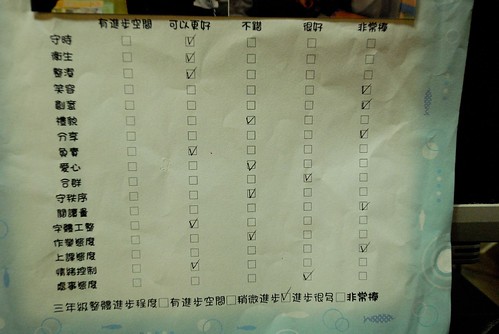 有進步空間 可以更好 不錯 很好 非常棒
守時 □ ☑ □ □ □
衛生 □ ☑ □ □ □
整潔 □ ☑ □ □ □
笑容 □ □ □ □ ☑
創意 □ □ □ □ ☑
禮貌 □ □ ☑ □ □
分享 □ □ □ □ ☑
負責 □ ☑ □ □ □
愛心 □ □ ☑ □ □
合群 □ □ □ ☑ □
守秩序 □ □ ☑ □ □
閱讀量 □ □ □ □ ☑
字體工整 □ ☑ □ □ □
作業態度 □ □ ☑ □ □
上課態度 □ □ □ □ ☑
情緒控制 □ ☑ □ □ □
處事態度 □ □ □ ☑ □
三年級整體進步程度□有進步空間□稍微進步☑進步很多□非常棒